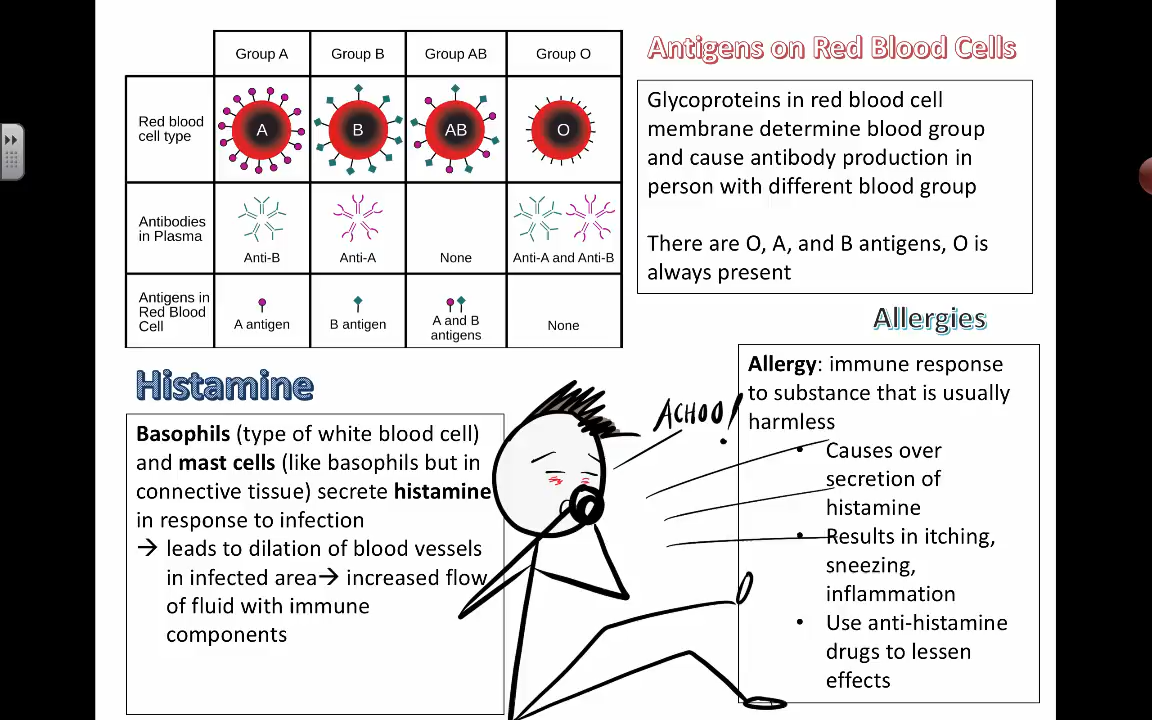 Group A Group B Group AB Group O
Red blood
cell type
A B AB O
Antibodies
in Plasma
Anti-B Anti-A None Anti-A and Anti-B
Antigens in
Red Blood
Cell
A antigen B antigen A and B
antigens None
Antigens on Red Blood Cells
Glycoproteins in red blood cell
membrane determine blood group
and cause antibody production in
person with different blood group
There are O, A, and B antigens, O is
always present
Histamine
Basophils (type of white blood cell)
and mast cells (like basophils but in
connective tissue) secrete histamine
in response to infection
→ leads to dilation of blood vessels
in infected area→ increased flow
of fluid with immune
components
ACHOO!
Allergies
Allergy: immune response
to substance that is usually
harmless
• Causes over
secretion of
histamine
• Results in itching,
sneezing,
inflammation
• Use anti-histamine
drugs to lessen
effects